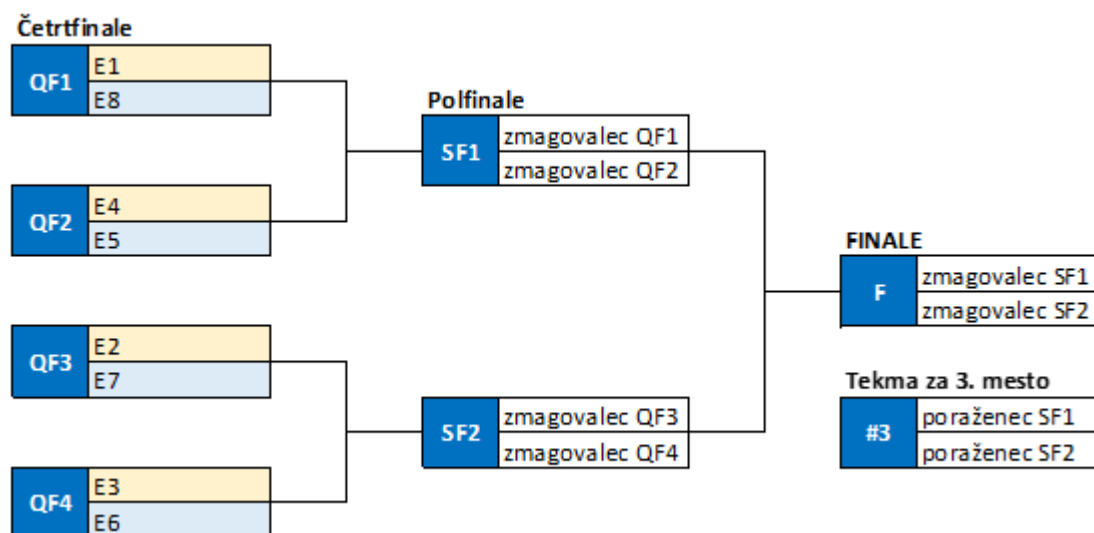 Četrtfinale
QF1
E1
E8
QF2
E4
E5
QF3
E2
E7
QF4
E3
E6
Polfinale
SF1
zmagovalec QF1
zmagovalec QF2
SF2
zmagovalec QF3
zmagovalec QF4
FINALE
F
zmagovalec SF1
zmagovalec SF2
Tekma za 3. mesto
#3
poraženec SF1
poraženec SF2